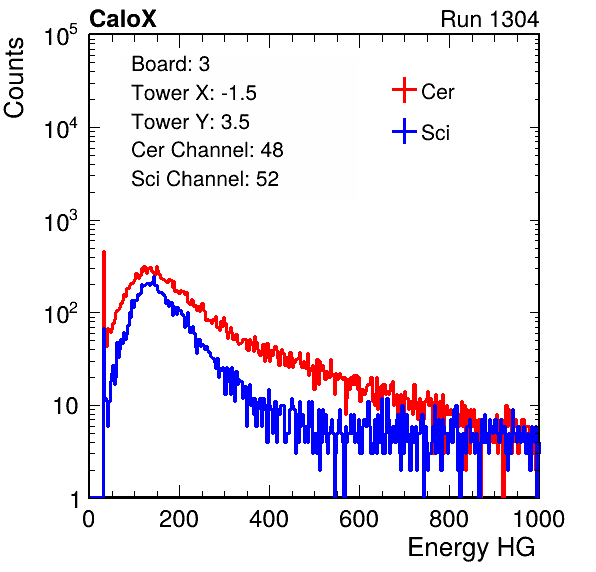 CaloX Run 1304
Counts
10^5
10^4
10^3
10^2
10
1
Board: 3
Tower X: -1.5
Tower Y: 3.5
Cer Channel: 48
Sci Channel: 52
Cer
Sci
0 200 400 600 800 1000
Energy HG